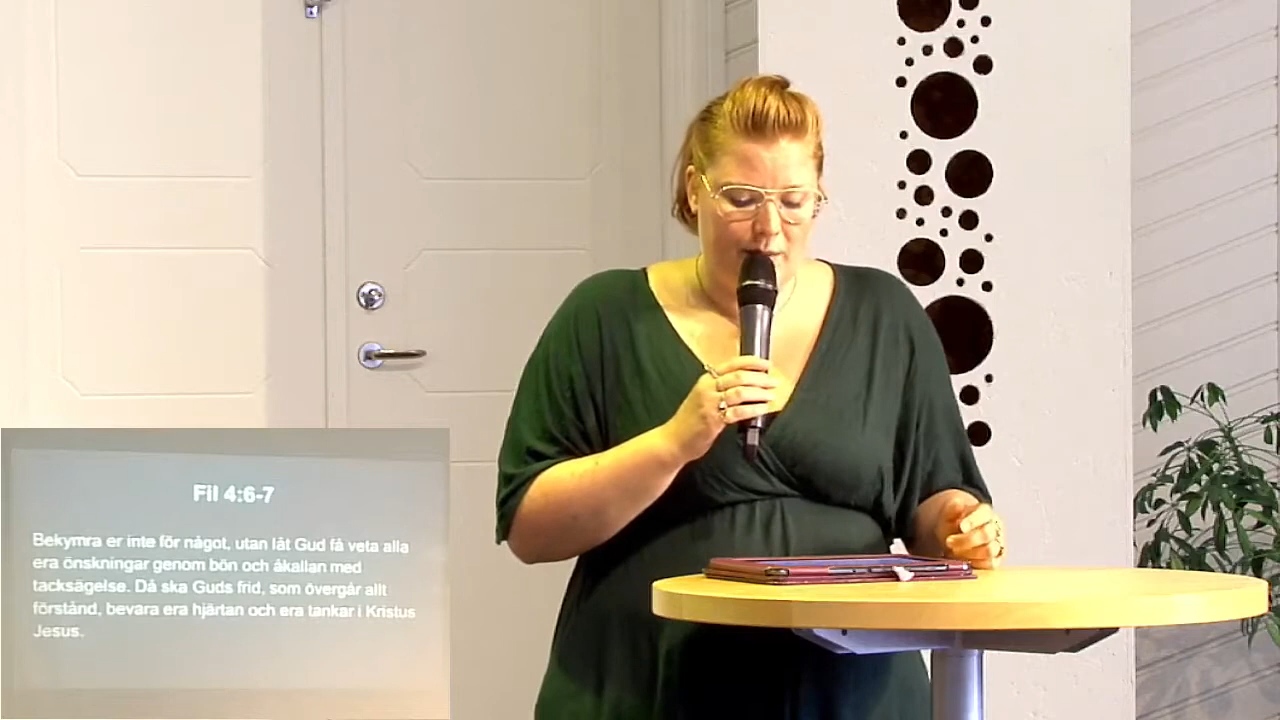 Fil 4:6-7
Bekymra er inte för något, utan låt Gud få veta alla
era önskningar genom bön och åkallan med
tacksägelse. Då ska Guds frid, som övergår allt
förstånd, bevara era hjärtan och era tankar i Kristus
Jesus.